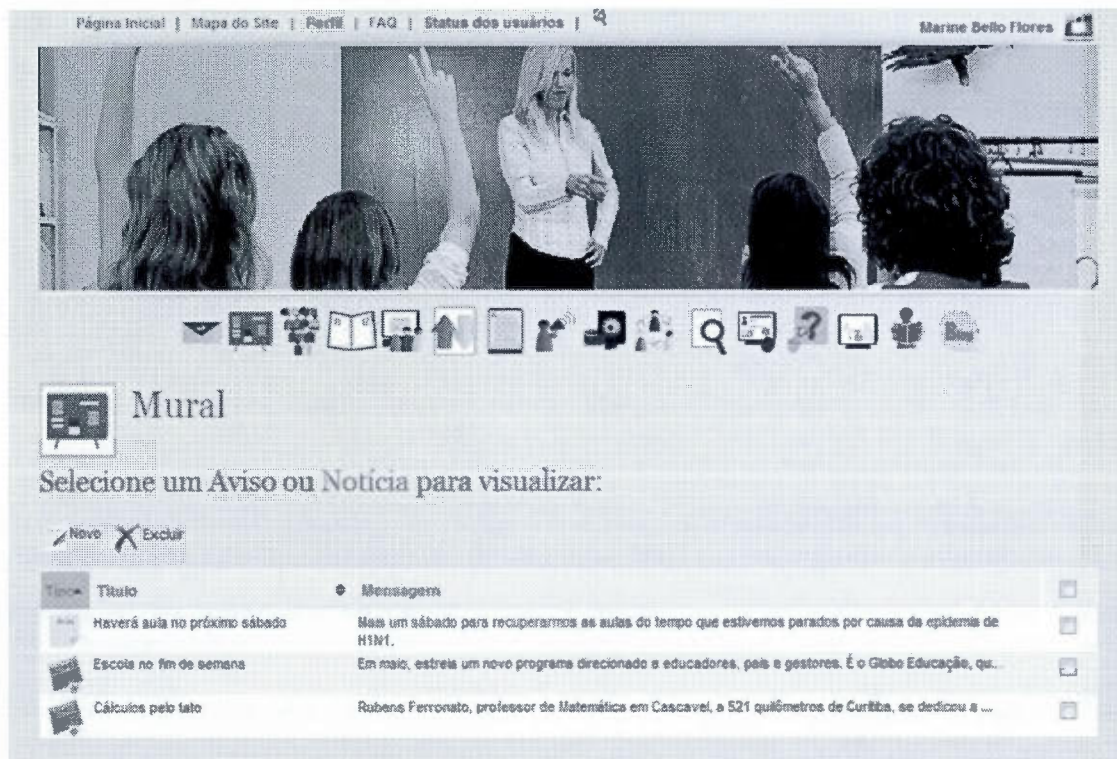 Página Inicial | Mapa do Site | Perfil | FAQ | Status dos usuários |
Marine Bello Flores
Mural
Selecione um Aviso ou Notícia para visualizar:
Novo Excluir
Tipo Título Mensagem
Haverá aula no próximo sábado
Mais um sábado para recuperarmos as aulas do tempo que estivemos parados por causa da epidemia de
H1N1.
Escola no fim de semana
Em maio, estreia um novo programa direcionado a educadores, pais e gestores. É o Globo Educação, qu...
Cálculos pelo tato
Rubens Ferronato, professor de Matemática em Cascavel, a 521 quilômetros de Curitiba, se dedicou a ...